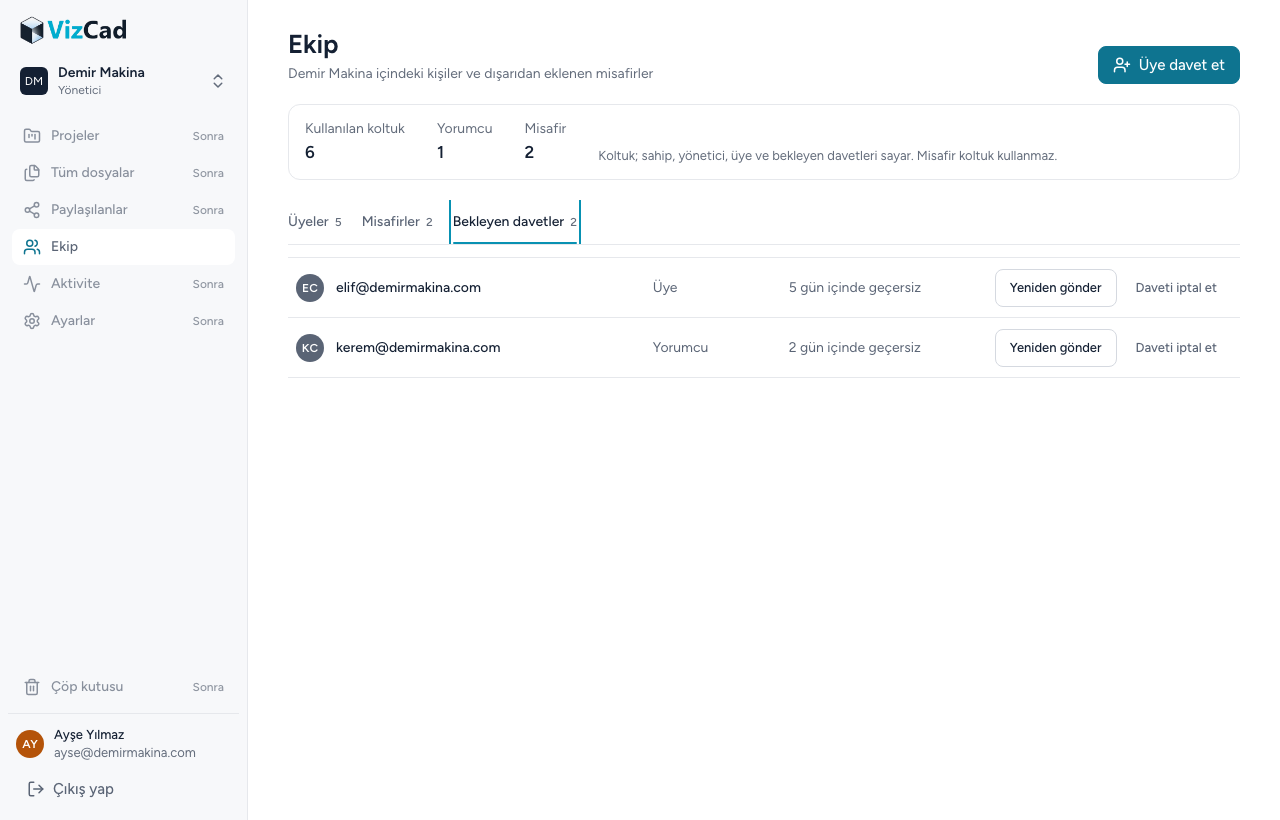 VizCad
DM
Demir Makina
Yönetici
Projeler Sonra
Tüm dosyalar Sonra
Paylaşılanlar Sonra
Ekip
Aktivite Sonra
Ayarlar Sonra
Çöp kutusu Sonra
AY
Ayşe Yılmaz
ayse@demirmakina.com
Çıkış yap
Ekip
Demir Makina içindeki kişiler ve dışarıdan eklenen misafirler
Üye davet et
Kullanılan koltuk Yorumcu Misafir
6 1 2
Koltuk; sahip, yönetici, üye ve bekleyen davetleri sayar. Misafir koltuk kullanmaz.
Üyeler 5 Misafirler 2 Bekleyen davetler 2
EC elif@demirmakina.com Üye 5 gün içinde geçersiz Yeniden gönder Daveti iptal et
KC kerem@demirmakina.com Yorumcu 2 gün içinde geçersiz Yeniden gönder Daveti iptal et